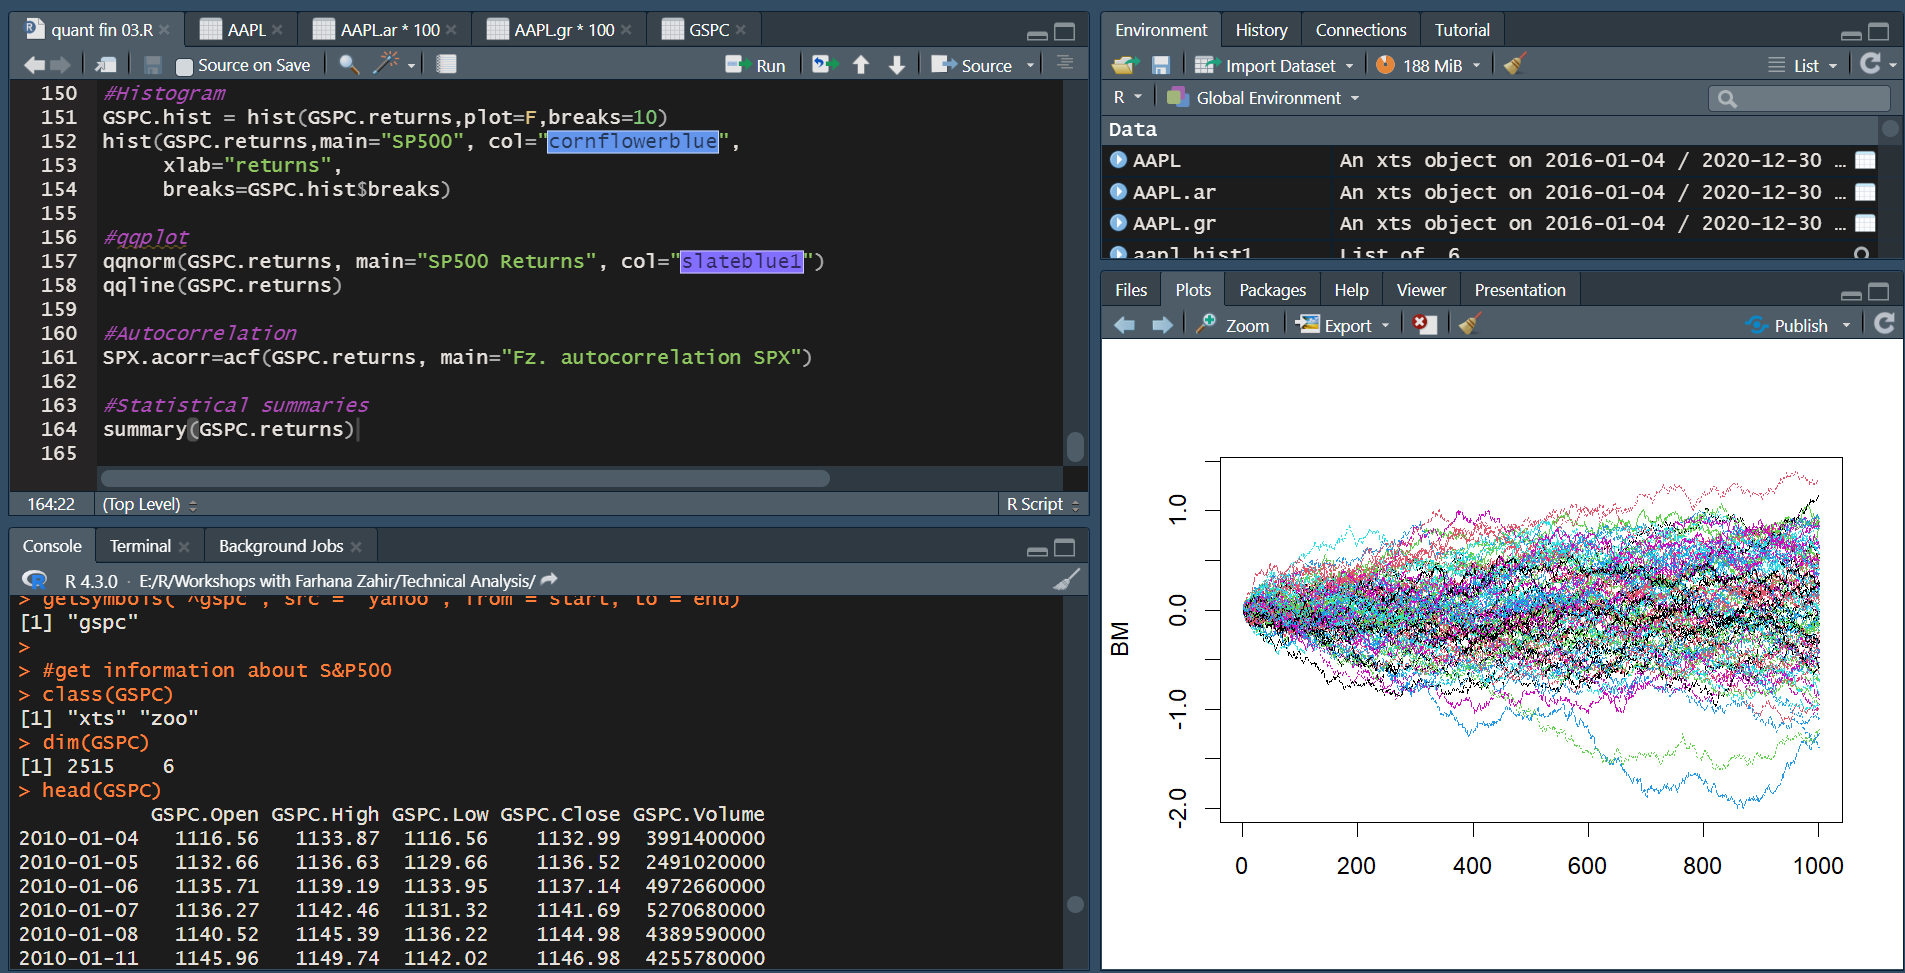 quant fin 03.R
AAPL
AAPL.ar * 100
AAPL.gr * 100
GSPC
Source on Save
Run
Source
150 #Histogram
151 GSPC.hist = hist(GSPC.returns,plot=F,breaks=10)
152 hist(GSPC.returns,main="SP500", col="cornflowerblue",
153 xlab="returns",
154 breaks=GSPC.hist$breaks)
155
156 #qqplot
157 qqnorm(GSPC.returns, main="SP500 Returns", col="slateblue1")
158 qqline(GSPC.returns)
159
160 #Autocorrelation
161 SPX.acorr=acf(GSPC.returns, main="Fz. autocorrelation SPX")
162
163 #Statistical summaries
164 summary(GSPC.returns)
165
164:22 (Top Level) R Script
Console Terminal Background Jobs
R 4.3.0 · E:/R/Workshops with Farhana Zahir/Technical Analysis/
> getSymbols("^gspc", src = "yahoo", from = start, to = end)
[1] "gspc"
>
> #get information about S&P500
> class(GSPC)
[1] "xts" "zoo"
> dim(GSPC)
[1] 2515 6
> head(GSPC)
GSPC.Open GSPC.High GSPC.Low GSPC.Close GSPC.Volume
2010-01-04 1116.56 1133.87 1116.56 1132.99 3991400000
2010-01-05 1132.66 1136.63 1129.66 1136.52 2491020000
2010-01-06 1135.71 1139.19 1133.95 1137.14 4972660000
2010-01-07 1136.27 1142.46 1131.32 1141.69 5270680000
2010-01-08 1140.52 1145.39 1136.22 1144.98 4389590000
2010-01-11 1145.96 1149.74 1142.02 1146.98 4255780000
Environment History Connections Tutorial
Import Dataset 188 MiB List
R Global Environment
Data
AAPL An xts object on 2016-01-04 / 2020-12-30 …
AAPL.ar An xts object on 2016-01-04 / 2020-12-30 …
AAPL.gr An xts object on 2016-01-04 / 2020-12-30 …
aapl.hist1 List of 6
Files Plots Packages Help Viewer Presentation
Zoom Export Publish
BM
1.0
0.0
-1.0
-2.0
0 200 400 600 800 1000